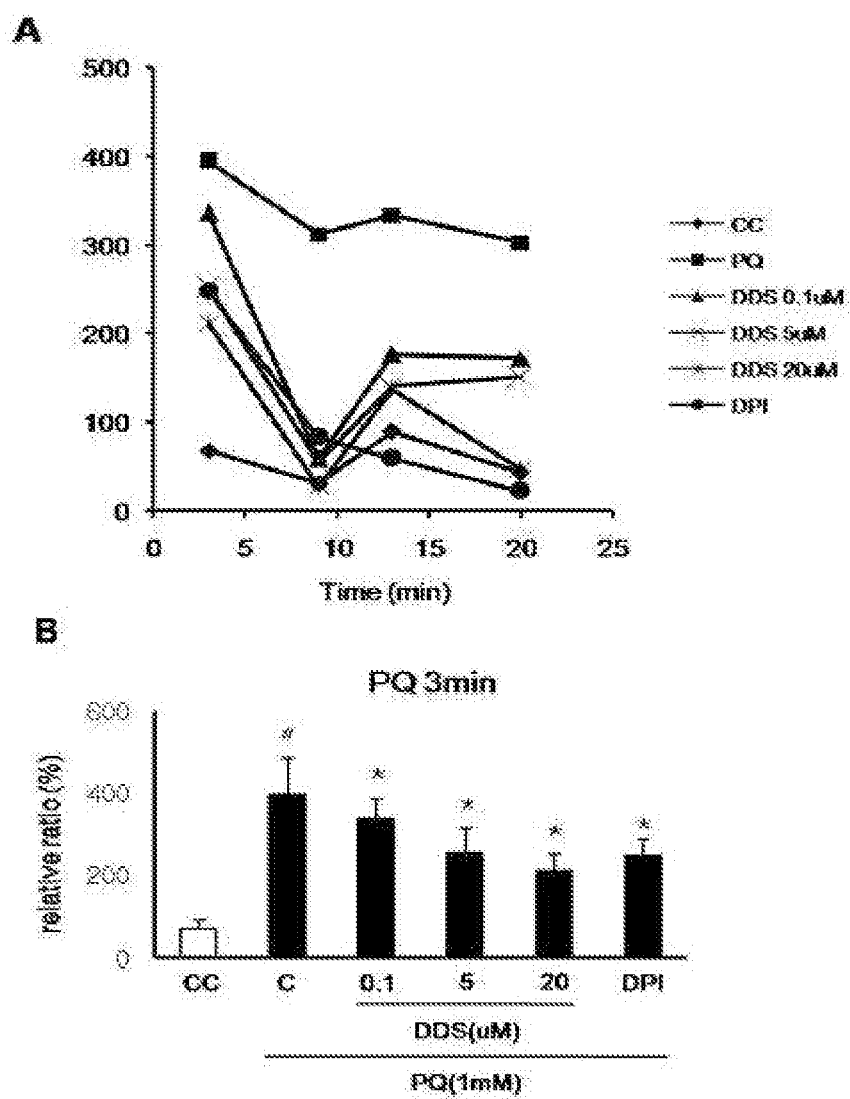 A
500
400
300
200
100
0
0 5 10 15 20 25
Time (min)
CC
PQ
DDS 0.1uM
DDS 5uM
DDS 20uM
DPI
B
PQ 3min
relative ratio (%)
600
400
200
0
#
*
*
*
*
CC C 0.1 5 20 DPI
DDS(uM)
PQ(1mM)